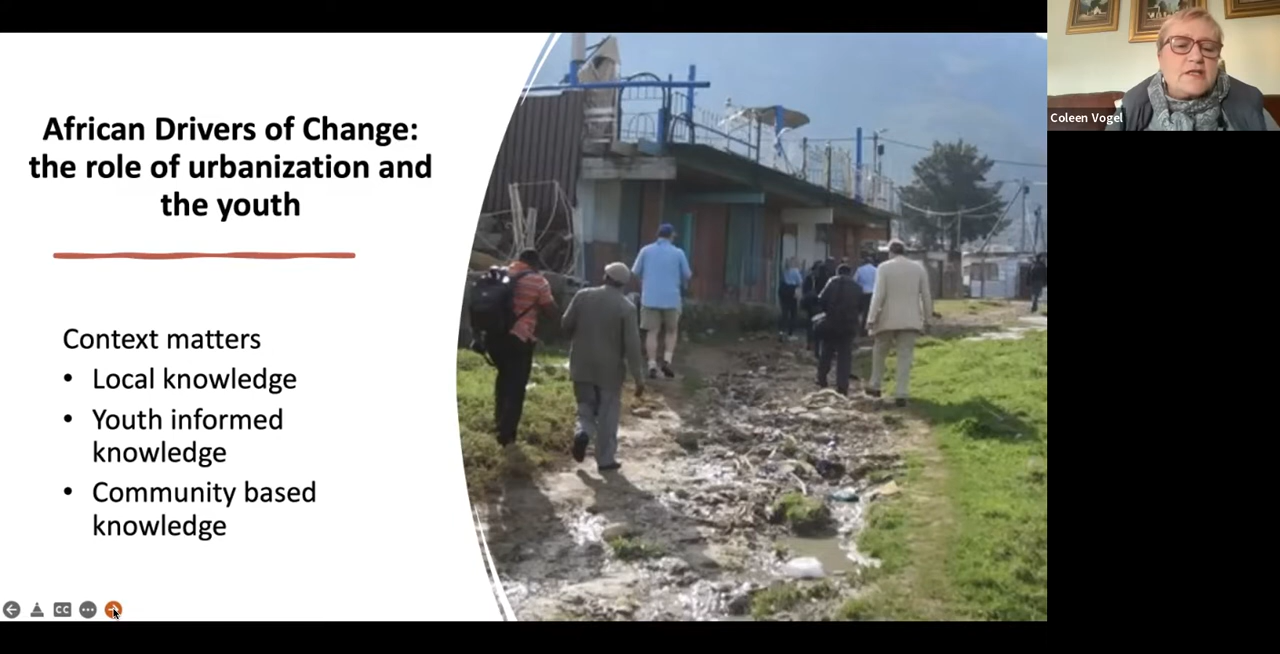 African Drivers of Change:
the role of urbanization and
the youth
Context matters
• Local knowledge
• Youth informed
knowledge
• Community based
knowledge
CC
Coleen Vogel